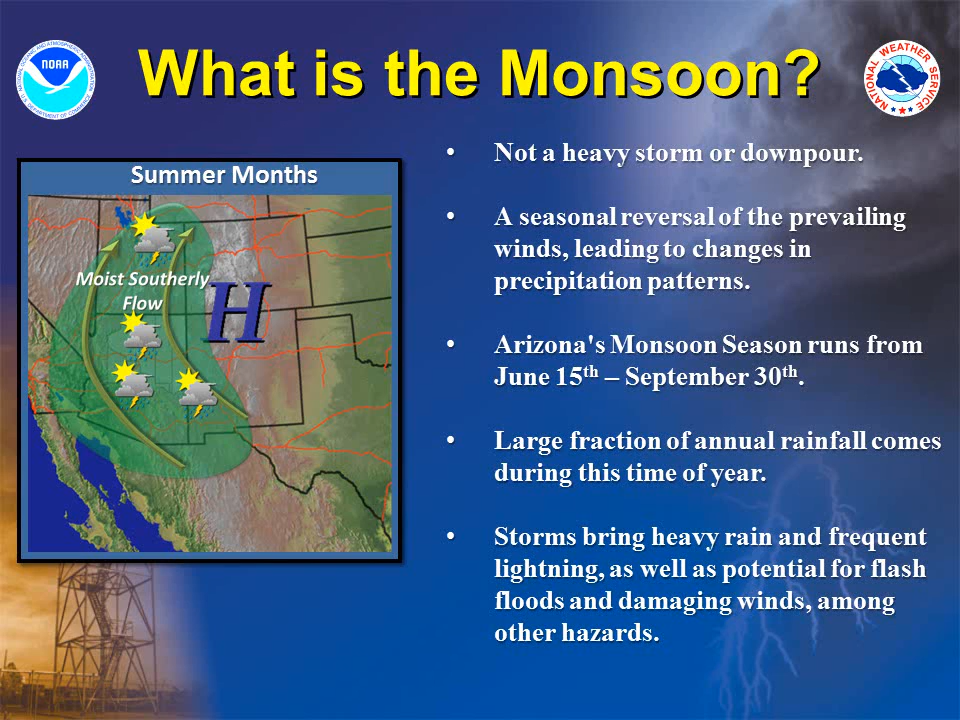 What is the Monsoon?
NOAA
NATIONAL WEATHER SERVICE
Summer Months
Moist Southerly
Flow
H
• Not a heavy storm or downpour.
• A seasonal reversal of the prevailing
winds, leading to changes in
precipitation patterns.
• Arizona's Monsoon Season runs from
June 15th – September 30th.
• Large fraction of annual rainfall comes
during this time of year.
• Storms bring heavy rain and frequent
lightning, as well as potential for flash
floods and damaging winds, among
other hazards.